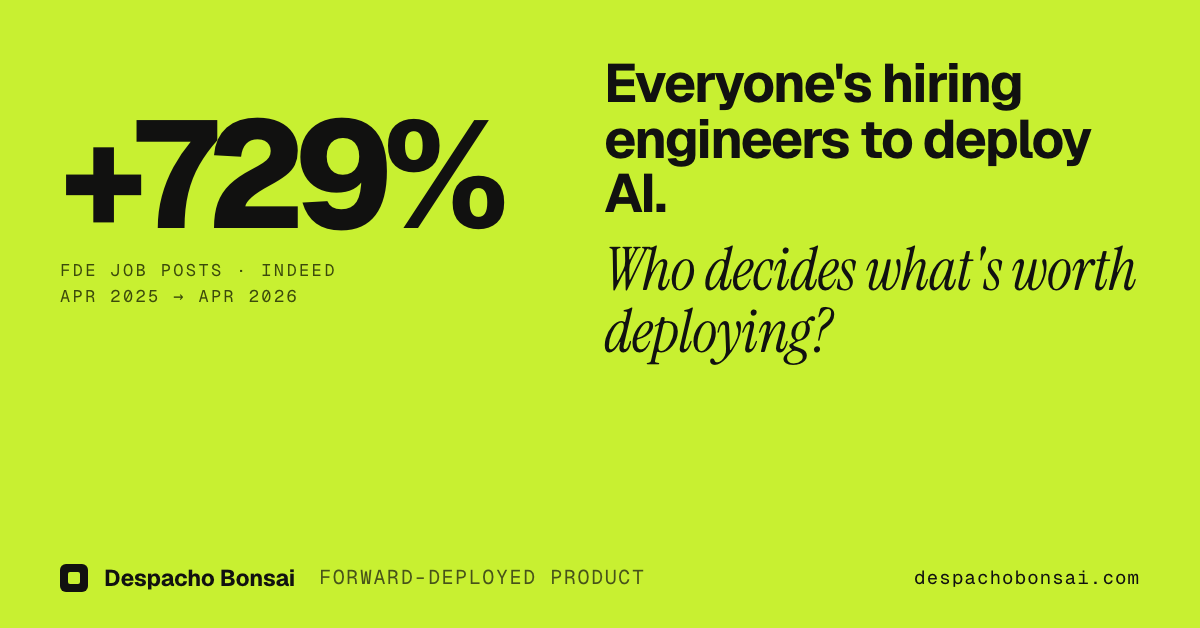 +729%
FDE JOB POSTS · INDEED
APR 2025 → APR 2026
Everyone's hiring
engineers to deploy
AI.
Who decides what's worth
deploying?
Despacho Bonsai FORWARD-DEPLOYED PRODUCT
despachobonsai.com